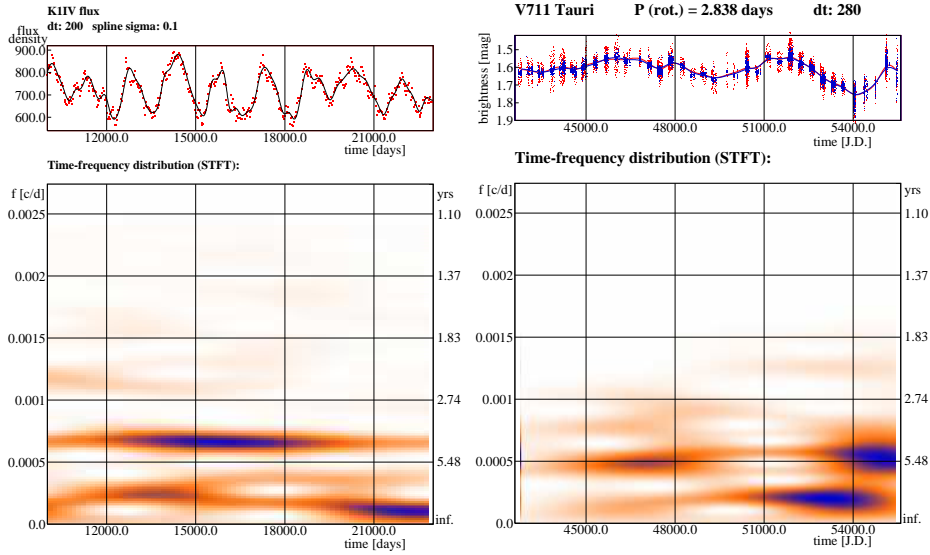 K1IV flux
dt: 200 spline sigma: 0.1
flux
density
900.0
800.0
700.0
600.0
12000.0 15000.0 18000.0 21000.0
time [days]
Time-frequency distribution (STFT):
f [c/d]
yrs
0.0025 1.10
0.002 1.37
0.0015 1.83
0.001 2.74
0.0005 5.48
0.0 inf.
12000.0 15000.0 18000.0 21000.0
time [days]
V711 Tauri P (rot.) = 2.838 days dt: 280
brightness [mag]
1.5
1.6
1.7
1.8
1.9
45000.0 48000.0 51000.0 54000.0
time [J.D.]
Time-frequency distribution (STFT):
f [c/d]
yrs
0.0025 1.10
0.002 1.37
0.0015 1.83
0.001 2.74
0.0005 5.48
0.0 inf.
45000.0 48000.0 51000.0 54000.0
time [J.D.]